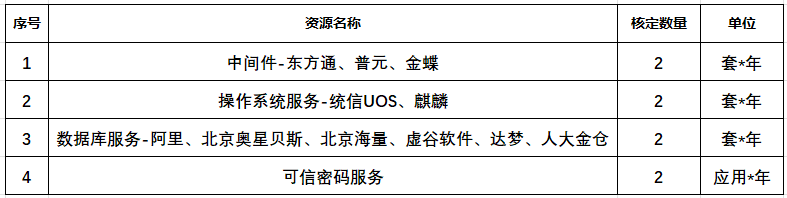 序号 资源名称 核定数量 单位
1 中间件-东方通、普元、金蝶 2 套*年
2 操作系统服务-统信UOS、麒麟 2 套*年
3 数据库服务-阿里、北京奥星贝斯、北京海量、虚谷软件、达梦、人大金仓 2 套*年
4 可信密码服务 2 应用*年